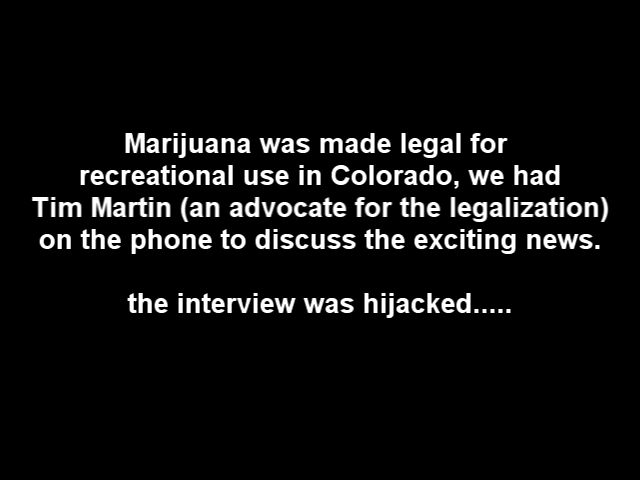 Marijuana was made legal for
recreational use in Colorado, we had
Tim Martin (an advocate for the legalization)
on the phone to discuss the exciting news.
the interview was hijacked.....